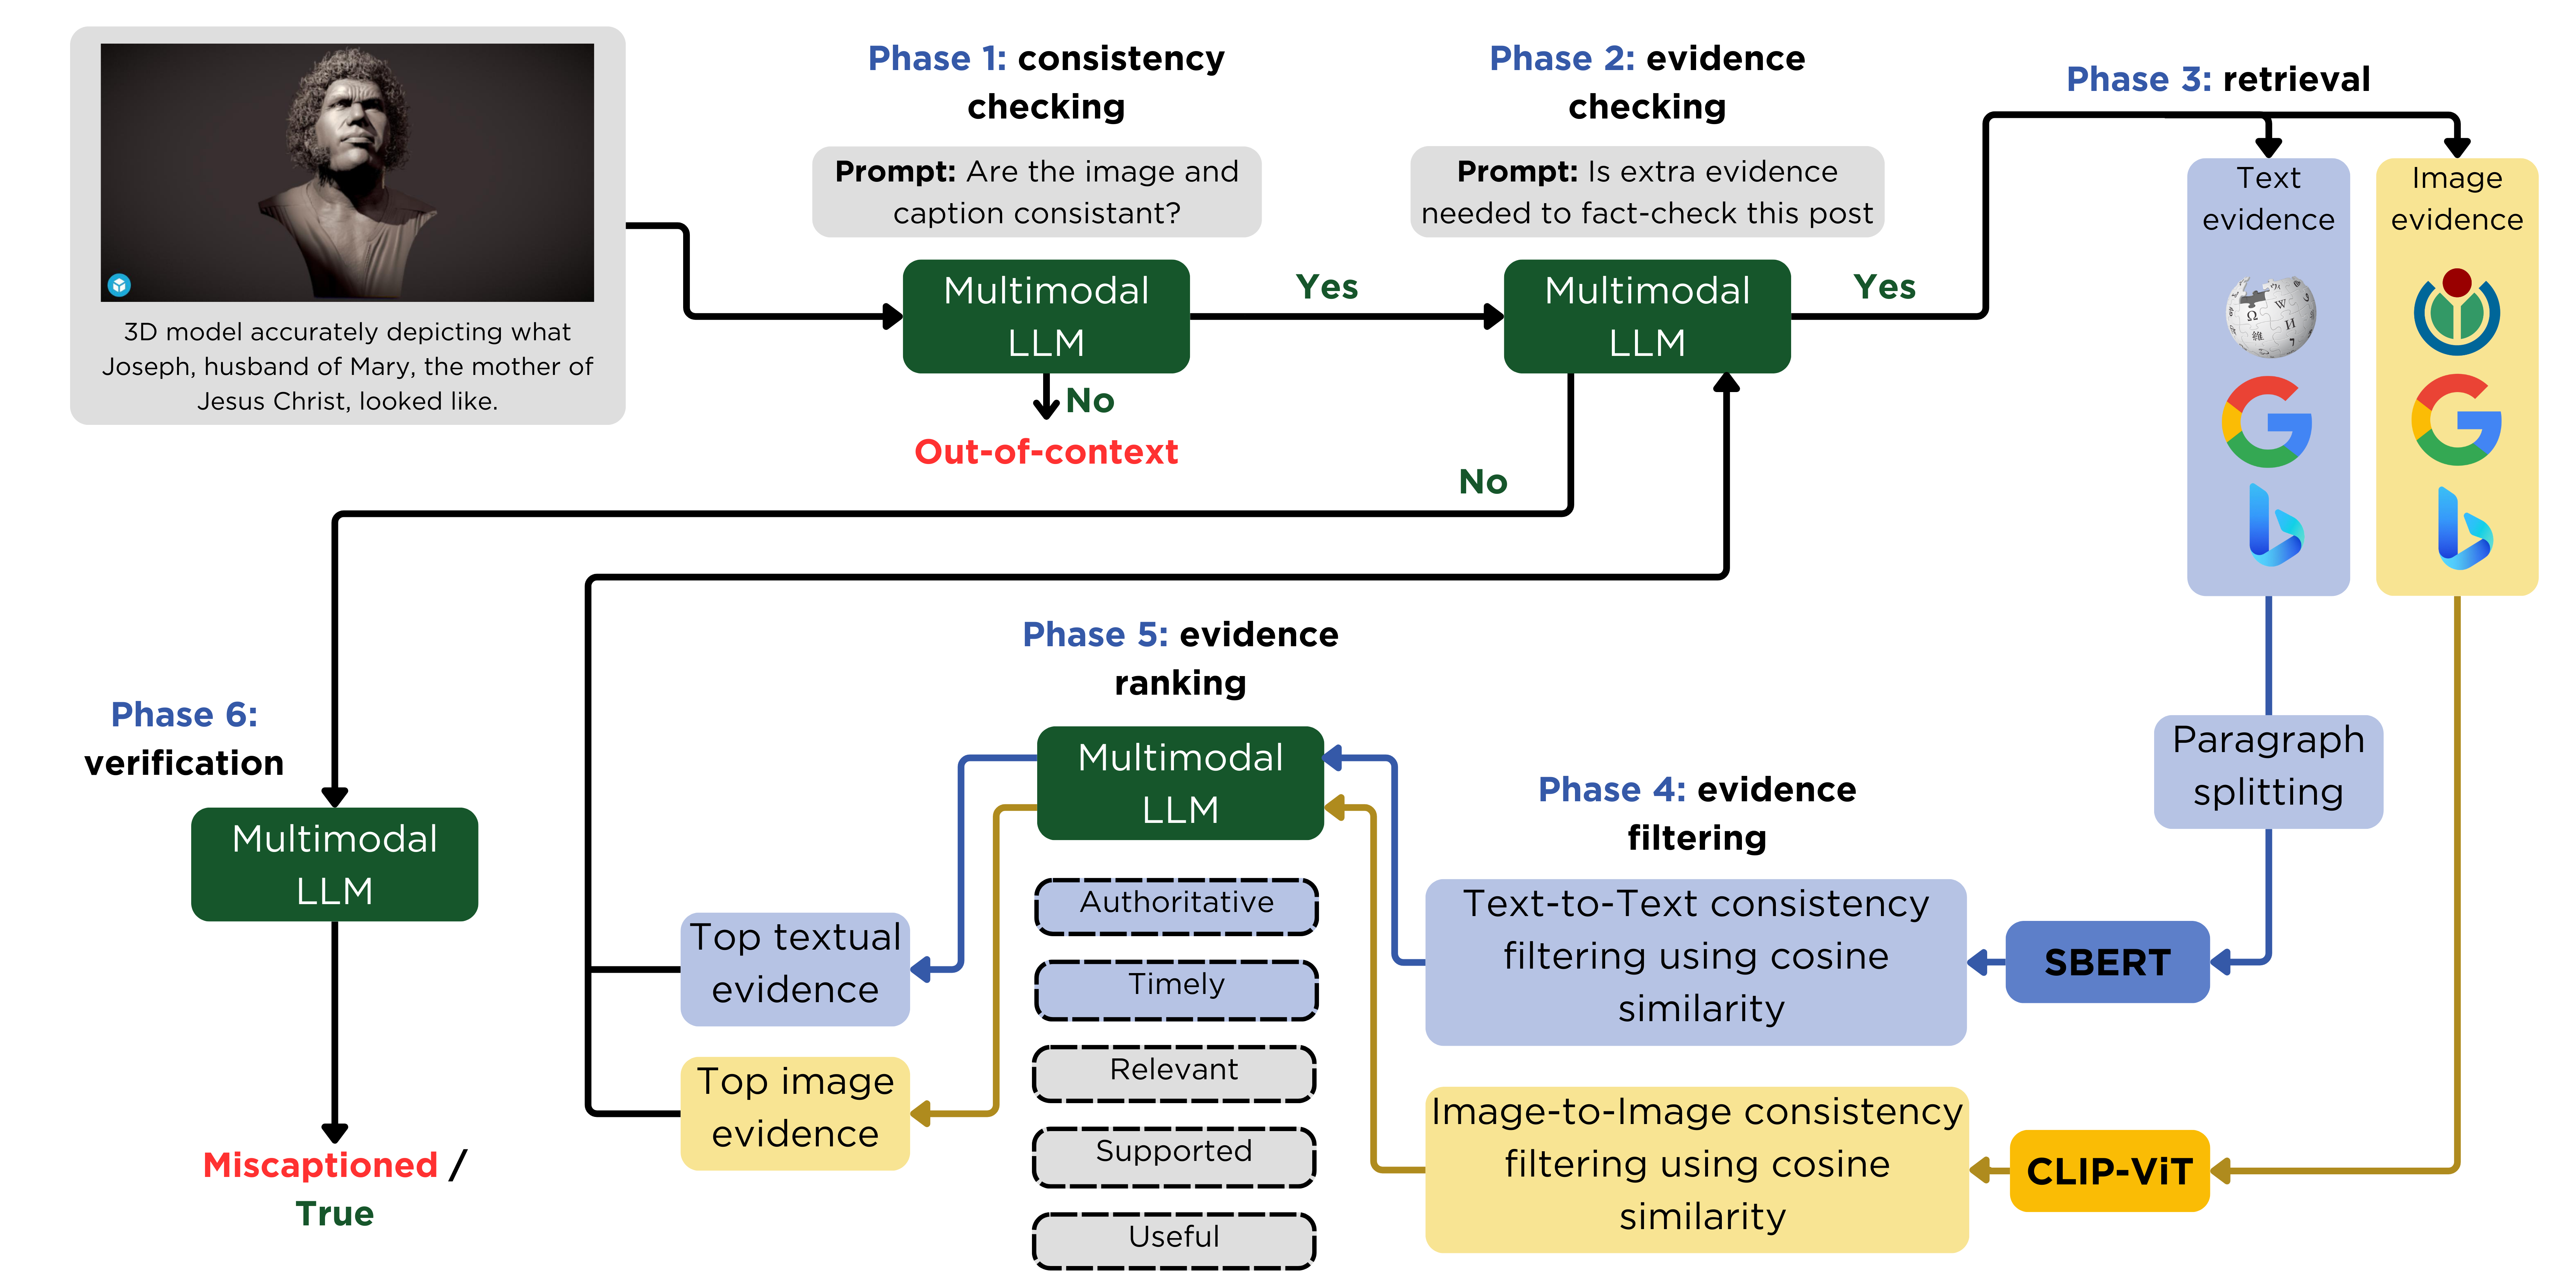 3D model accurately depicting what
Joseph, husband of Mary, the mother of
Jesus Christ, looked like.
Phase 1: consistency
checking
Prompt: Are the image and
caption consistant?
Multimodal
LLM
Yes
No
Out-of-context
Phase 2: evidence
checking
Prompt: Is extra evidence
needed to fact-check this post
Multimodal
LLM
Yes
No
Phase 3: retrieval
Text
evidence
Image
evidence
Paragraph
splitting
SBERT
CLIP-ViT
Phase 4: evidence
filtering
Text-to-Text consistency
filtering using cosine
similarity
Image-to-Image consistency
filtering using cosine
similarity
Phase 5: evidence
ranking
Multimodal
LLM
Authoritative
Timely
Relevant
Supported
Useful
Top textual
evidence
Top image
evidence
Phase 6:
verification
Multimodal
LLM
Miscaptioned /
True